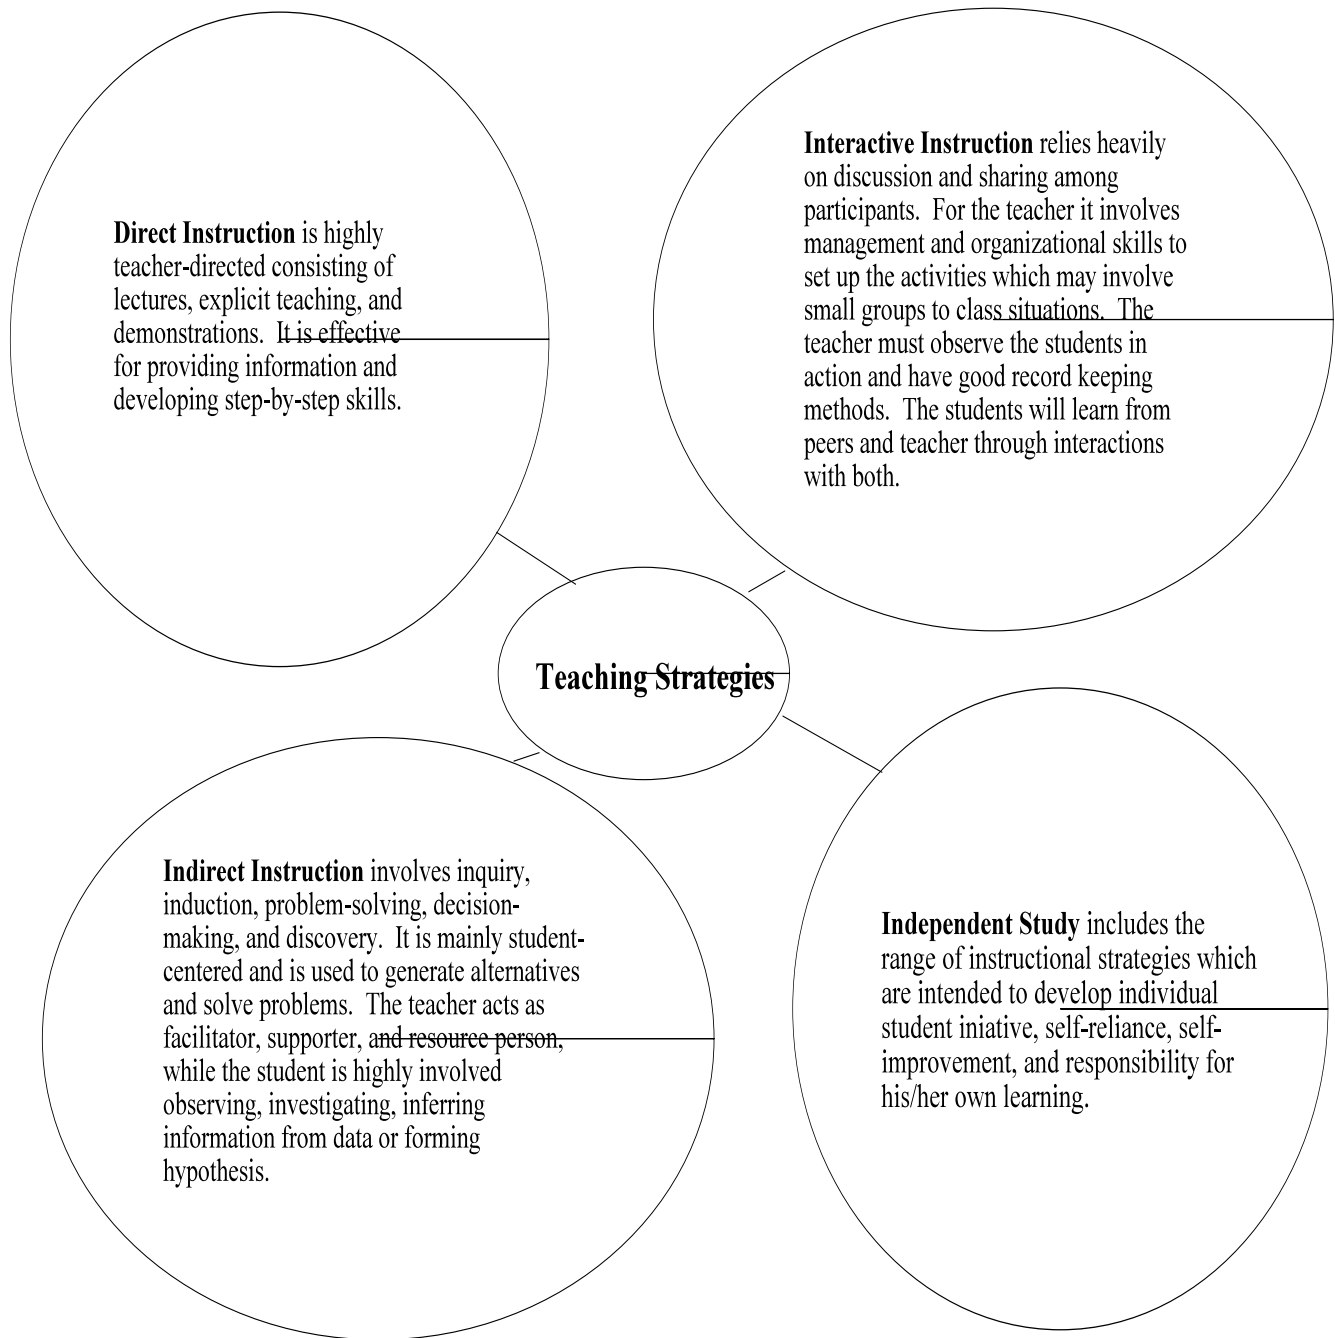 Direct Instruction is highly
teacher-directed consisting of
lectures, explicit teaching, and
demonstrations.  It is effective
for providing information and
developing step-by-step skills.
Interactive Instruction relies heavily
on discussion and sharing among
participants.  For the teacher it involves
management and organizational skills to
set up the activities which may involve
small groups to class situations.  The
teacher must observe the students in
action and have good record keeping
methods.  The students will learn from
peers and teacher through interactions
with both.
Teaching Strategies
Indirect Instruction involves inquiry,
induction, problem-solving, decision-
making, and discovery.  It is mainly student-
centered and is used to generate alternatives
and solve problems.  The teacher acts as
facilitator, supporter, and resource person,
while the student is highly involved
observing, investigating, inferring
information from data or forming
hypothesis.
Independent Study includes the
range of instructional strategies which
are intended to develop individual
student iniative, self-reliance, self-
improvement, and responsibility for
his/her own learning.